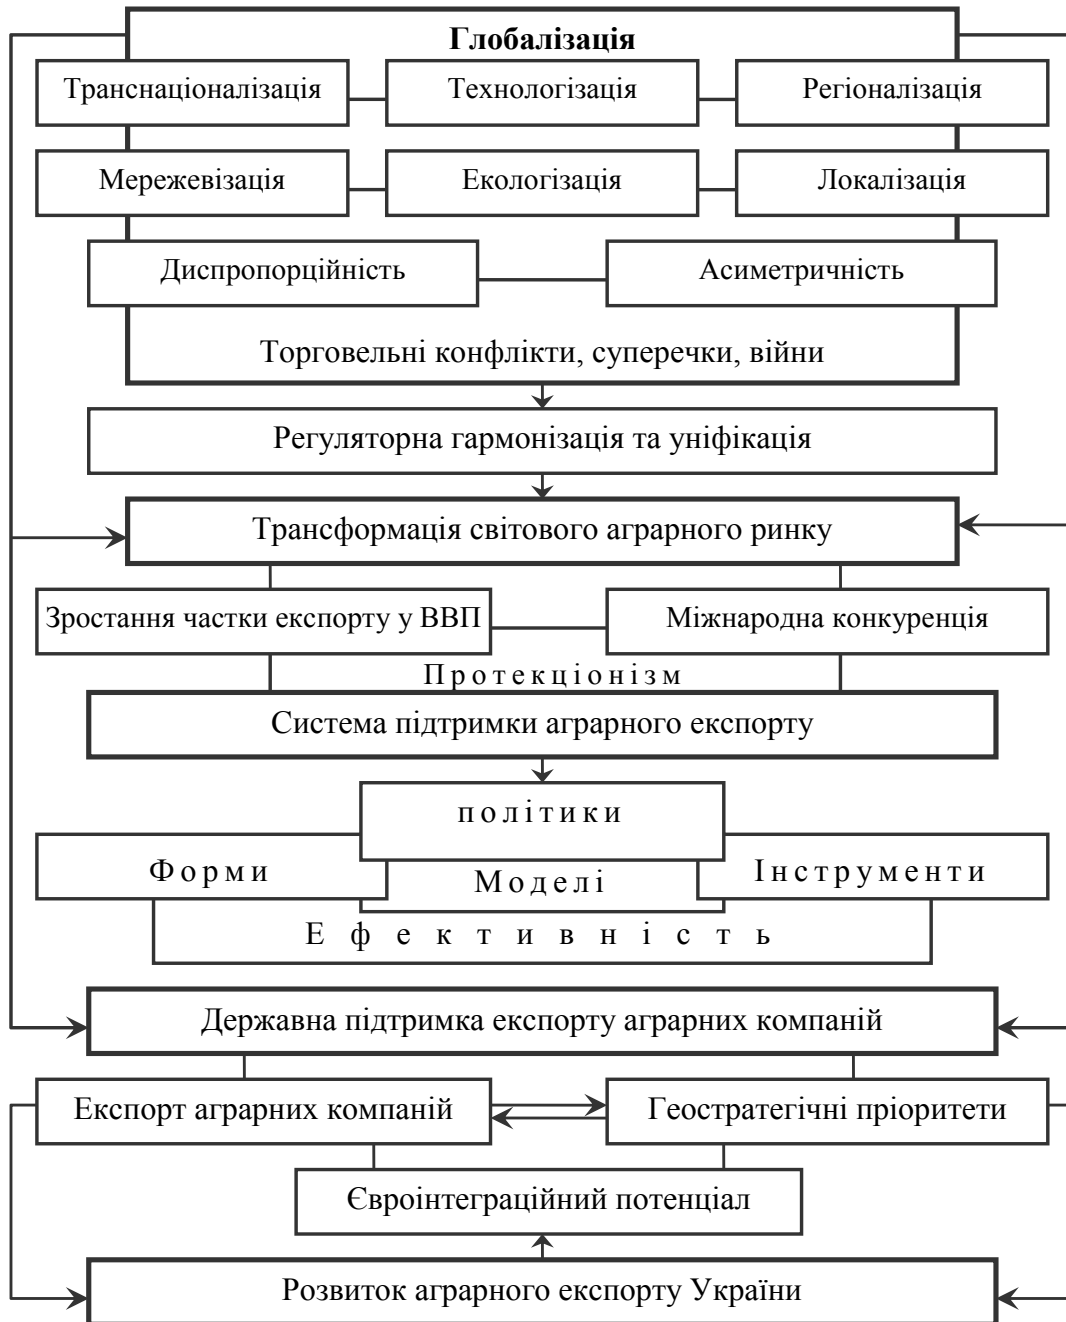 Глобалізація
Транснаціоналізація
Технологізація
Регіоналізація
Мережевізація
Екологізація
Локалізація
Диспропорційність
Асиметричність
Торговельні конфлікти, суперечки, війни
Регуляторна гармонізація та уніфікація
Трансформація світового аграрного ринку
Зростання частки експорту у ВВП
Міжнародна конкуренція
Протекціонізм
Система підтримки аграрного експорту
політики
Форми
Моделі
Інструменти
Ефективність
Державна підтримка експорту аграрних компаній
Експорт аграрних компаній
Геостратегічні пріоритети
Євроінтеграційний потенціал
Розвиток аграрного експорту України